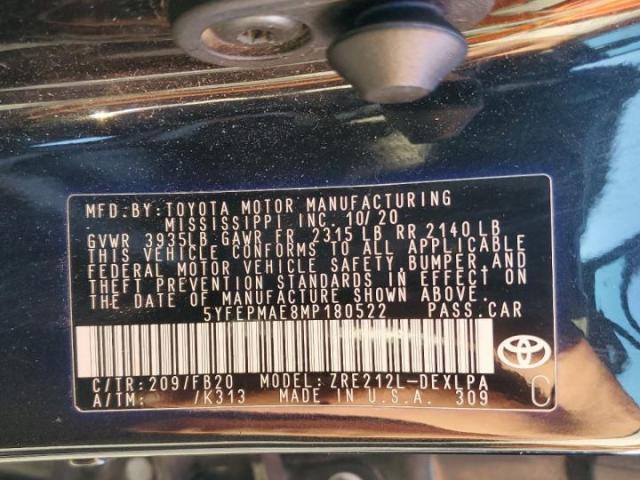 MFD.BY:TOYOTA MOTOR MANUFACTURING
MISSISSIPPI INC. 10/20
GVWR 3935LB GAWR FR 2315 LB RR 2140 LB
THIS VEHICLE CONFORMS TO ALL APPLICABLE
FEDERAL MOTOR VEHICLE SAFETY,BUMPER,AND
THEFT PREVENTION STANDARDS IN EFFECT ON
THE DATE OF MANUFACTURE SHOWN ABOVE.
5YFEPMAE8MP180522 PASS.CAR
C/TR:209/FB20 MODEL:ZRE212L-DEXLPA
A/TM: /K313 MADE IN U.S.A. 309
C